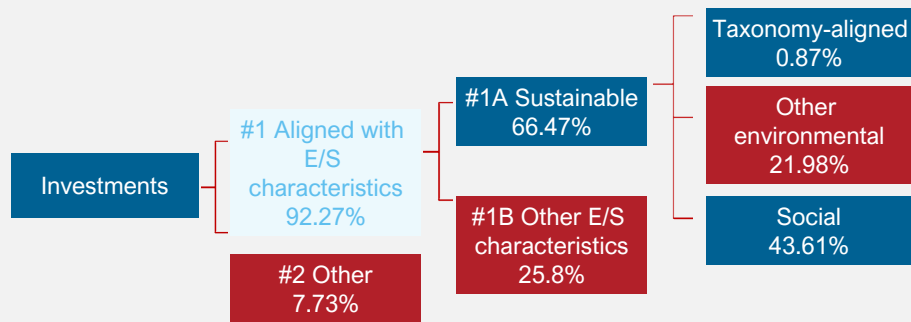 Investments
#1 Aligned with
E/S
characteristics
92.27%
#2 Other
7.73%
#1A Sustainable
66.47%
#1B Other E/S
characteristics
25.8%
Taxonomy-aligned
0.87%
Other
environmental
21.98%
Social
43.61%